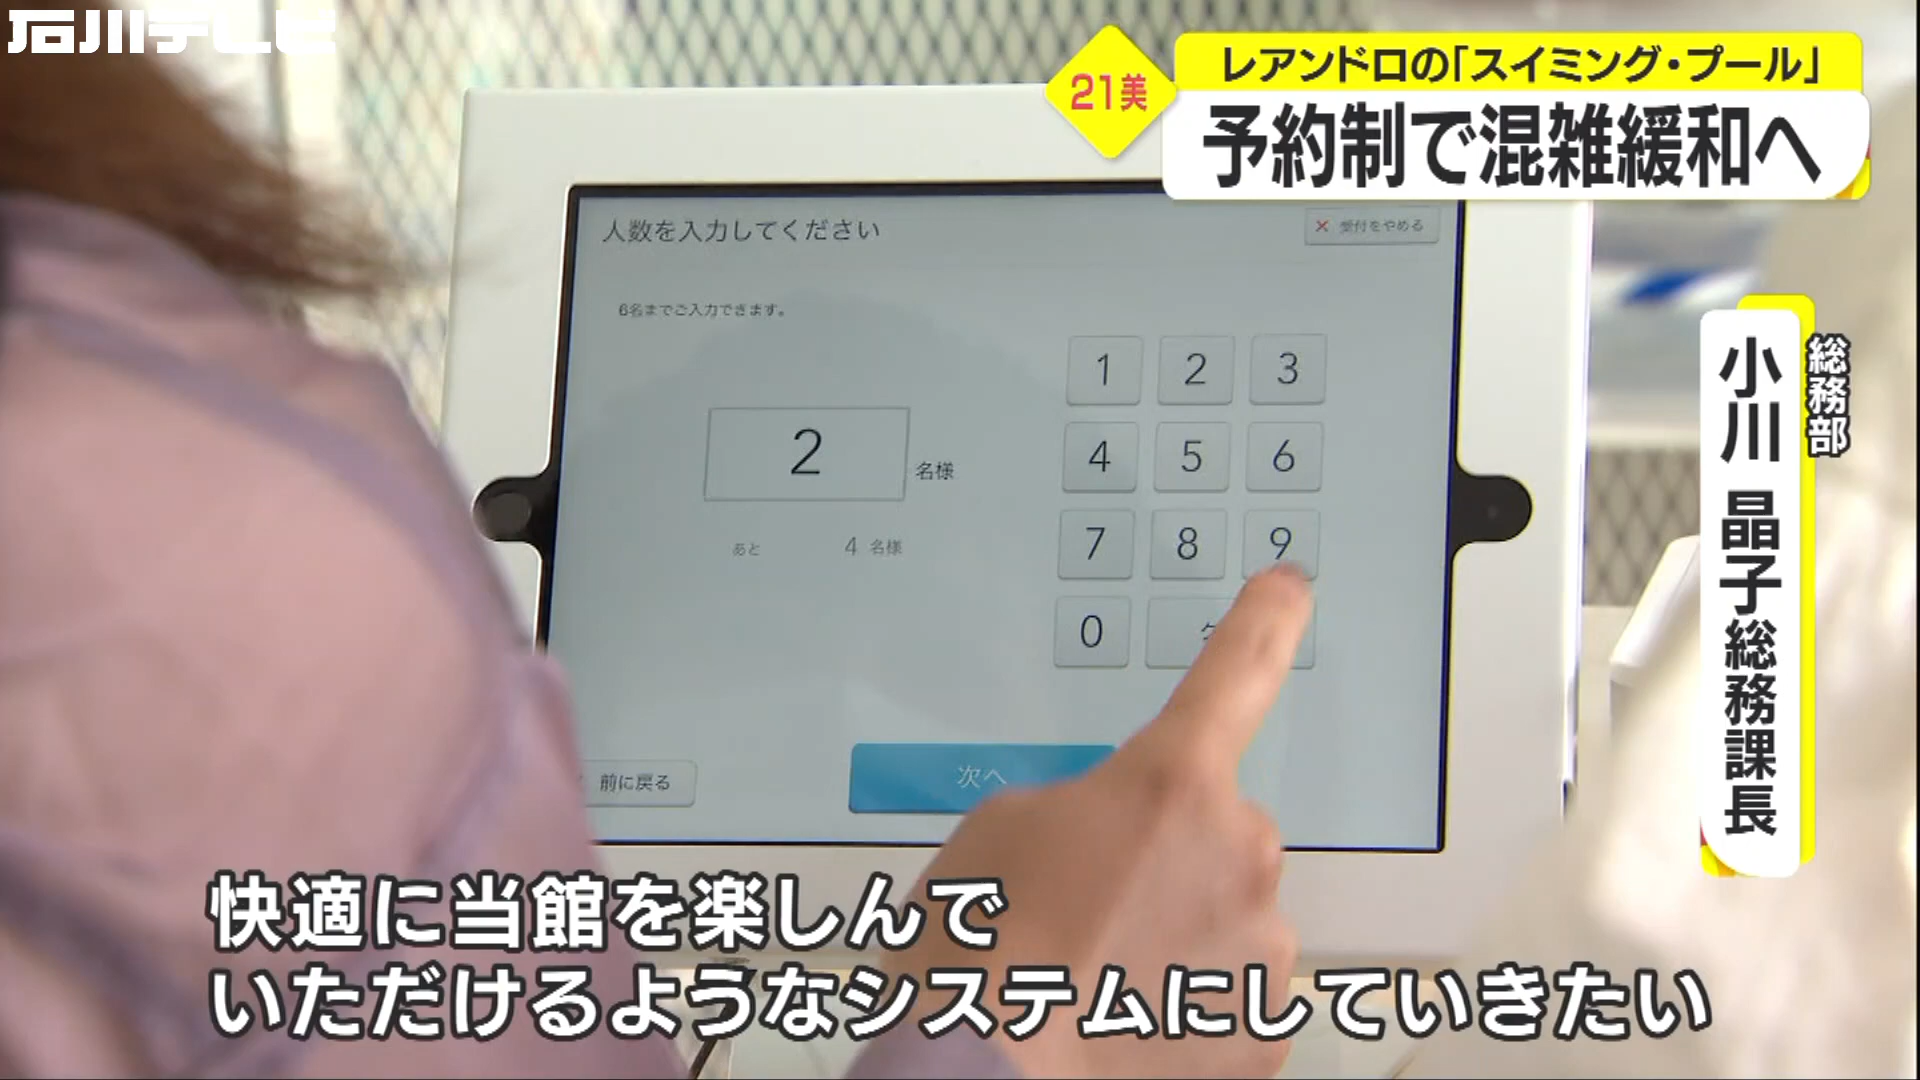 石川テレビ
21美
レアンドロの「スイミング・プール」
予約制で混雑緩和へ
人数を入力してください
× 受付をやめる
6名までご入力できます。
1 2 3
2 名様
4 5 6
あと 4 名様
7 8 9
0
前に戻る
次へ
総務部
小川 晶子総務課長
快適に当館を楽しんで
いただけるようなシステムにしていきたい